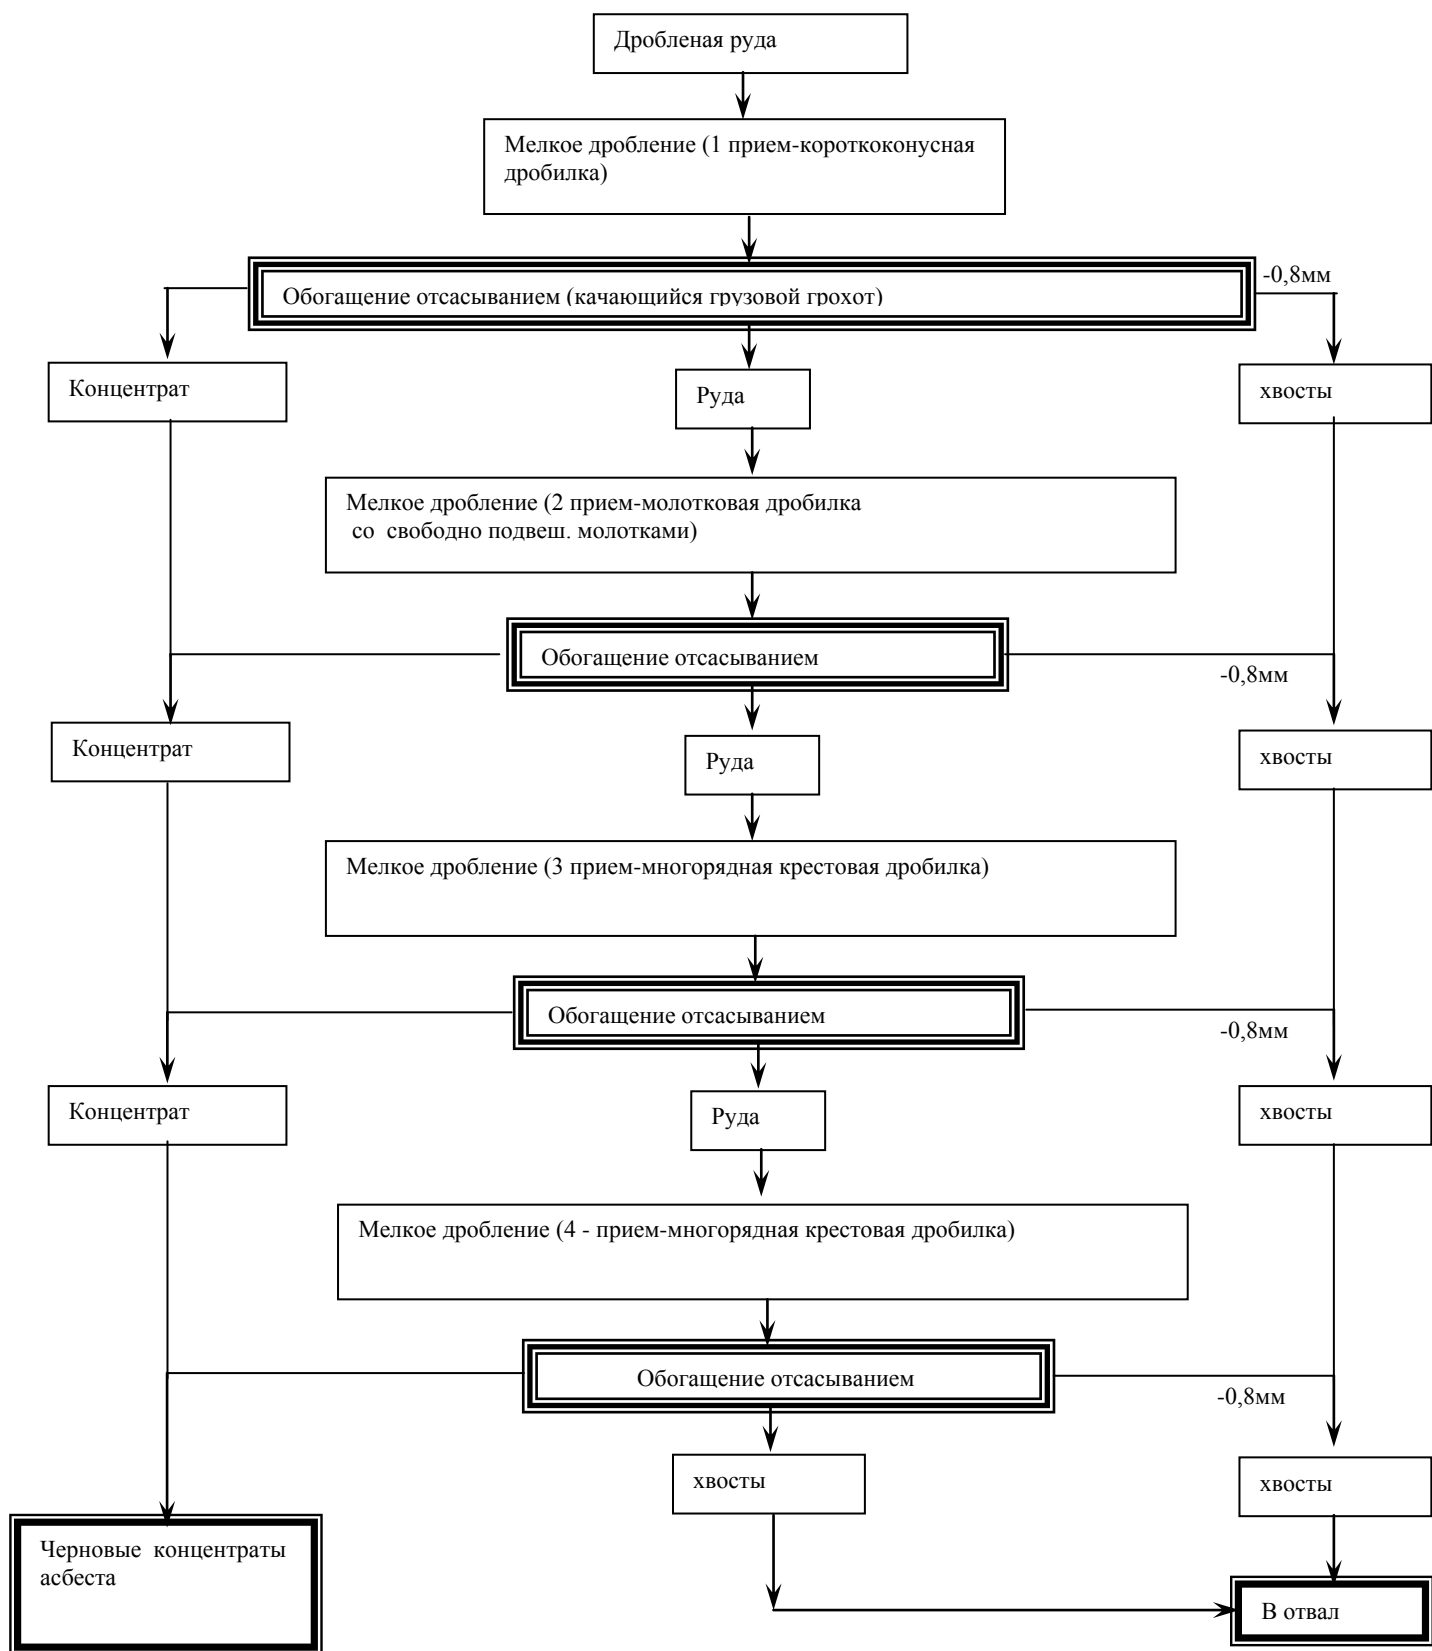 Дробленая руда
Мелкое дробление (1 прием-короткоконусная
дробилка)
-0,8мм
Обогащение отсасыванием (качающийся грузовой грохот)
Концентрат
Руда
хвосты
Мелкое дробление (2 прием-молотковая дробилка
со свободно подвеш. молотками)
Обогащение отсасыванием
-0,8мм
Концентрат
Руда
хвосты
Мелкое дробление (3 прием-многорядная крестовая дробилка)
Обогащение отсасыванием
-0,8мм
Концентрат
Руда
хвосты
Мелкое дробление (4 - прием-многорядная крестовая дробилка)
Обогащение отсасыванием
-0,8мм
хвосты
хвосты
Черновые концентраты
асбеста
В отвал